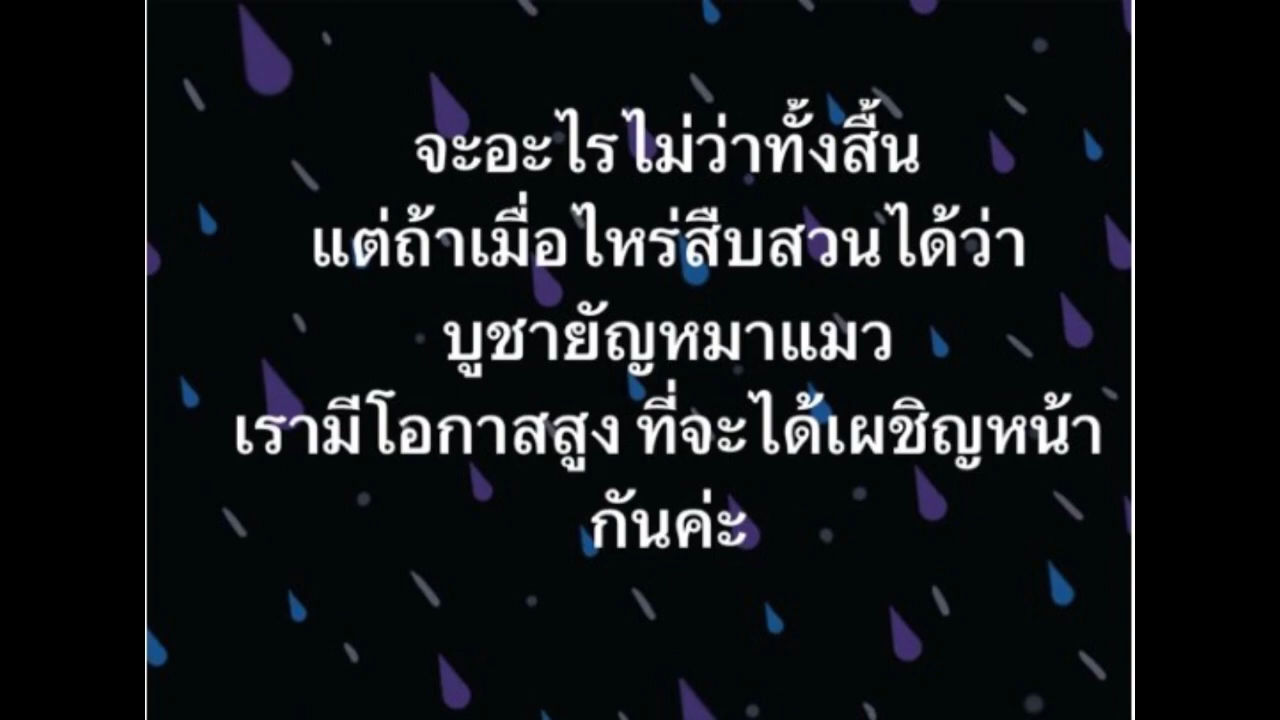 จะอะไรไม่ว่าทั้งสิ้น
แต่ถ้าเมื่อไหร่สืบสวนได้ว่า
บูชายัญหมาแมว
เรามีโอกาสสูง ที่จะได้เผชิญหน้า
กันค่ะ